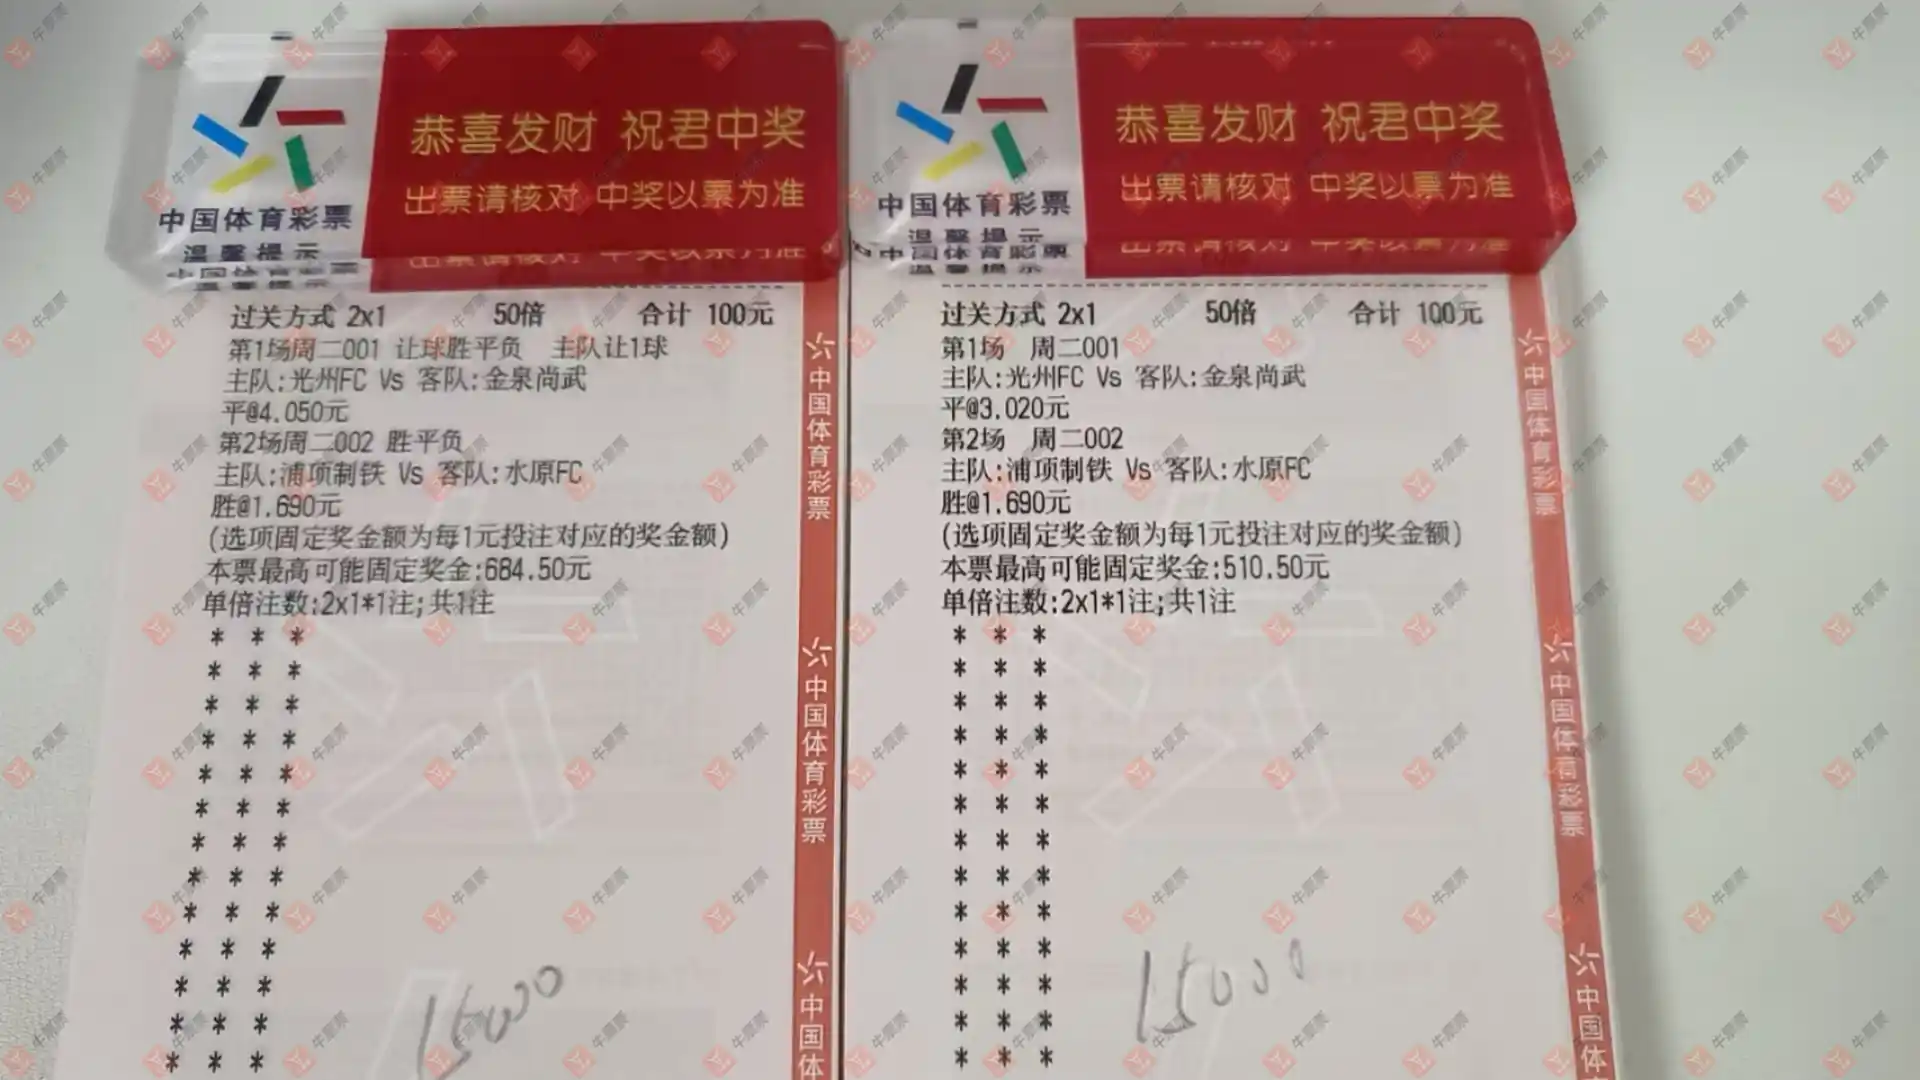 恭喜发财 祝君中奖
出票请核对 中奖以票为准
中国体育彩票
温馨提示
过关方式 2x1 50倍 合计 100元
第1场周二001 让球胜平负 主队让1球
主队:光州FC Vs 客队:金泉尚武
平@4.050元
第2场周二002 胜平负
主队:浦项制铁 Vs 客队:水原FC
胜@1.690元
(选项固定奖金额为每1元投注对应的奖金额)
本票最高可能固定奖金:684.50元
单倍注数:2x1*1注;共1注
* * *
* * *
* * *
* * *
* * *
* * *
* * *
* * *
* * *
* * *
* * *
* * *
* * *
15000
中国体育彩票
中国体育彩票
中国体
恭喜发财 祝君中奖
出票请核对 中奖以票为准
中国体育彩票
温馨提示
过关方式 2x1 50倍 合计 100元
第1场 周二001
主队:光州FC Vs 客队:金泉尚武
平@3.020元
第2场 周二002
主队:浦项制铁 Vs 客队:水原FC
胜@1.690元
(选项固定奖金额为每1元投注对应的奖金额)
本票最高可能固定奖金:510.50元
单倍注数:2x1*1注;共1注
* * *
* * *
* * *
* * *
* * *
* * *
* * *
* * *
* * *
* * *
* * *
* * *
* * *
15000
中国体育彩票
中国体育彩票
中国体